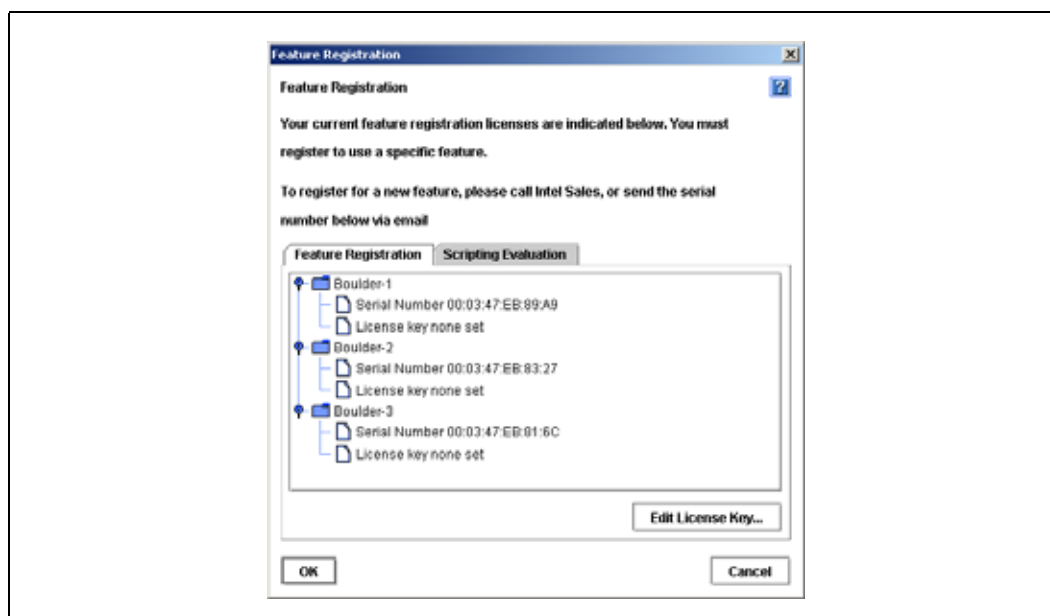 Feature Registration
Feature Registration
Your current feature registration licenses are indicated below. You must
register to use a specific feature.
To register for a new feature, please call Intel Sales, or send the serial
number below via email
Feature Registration Scripting Evaluation
Boulder-1
Serial Number 00:03:47:EB:89:A9
License key none set
Boulder-2
Serial Number 00:03:47:EB:83:27
License key none set
Boulder-3
Serial Number 00:03:47:EB:81:6C
License key none set
Edit License Key...
OK Cancel